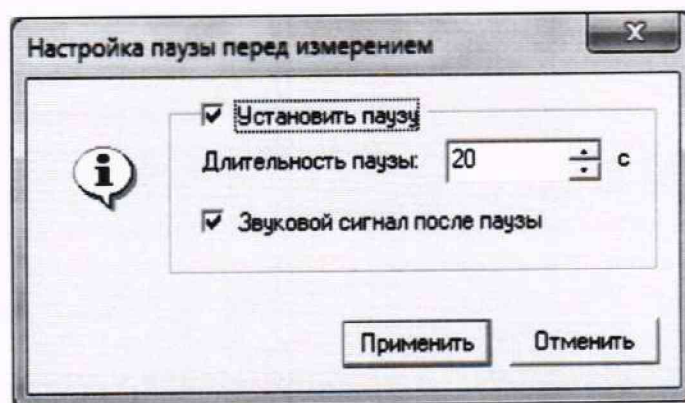 Настройка паузы перед измерением
Установить паузу
Длительность паузы: 20 с
Звуковой сигнал после паузы
Применить Отменить